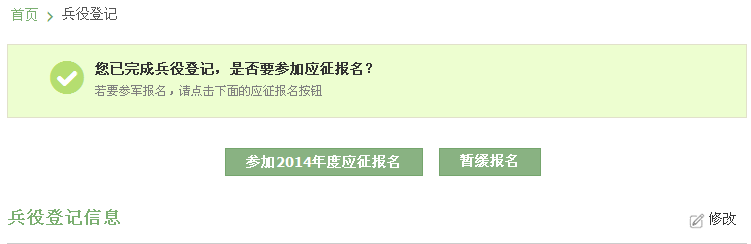 首页 > 兵役登记
您已完成兵役登记，是否要参加应征报名？
若要参军报名，请点击下面的应征报名按钮
参加2014年度应征报名 暂缓报名
兵役登记信息 修改